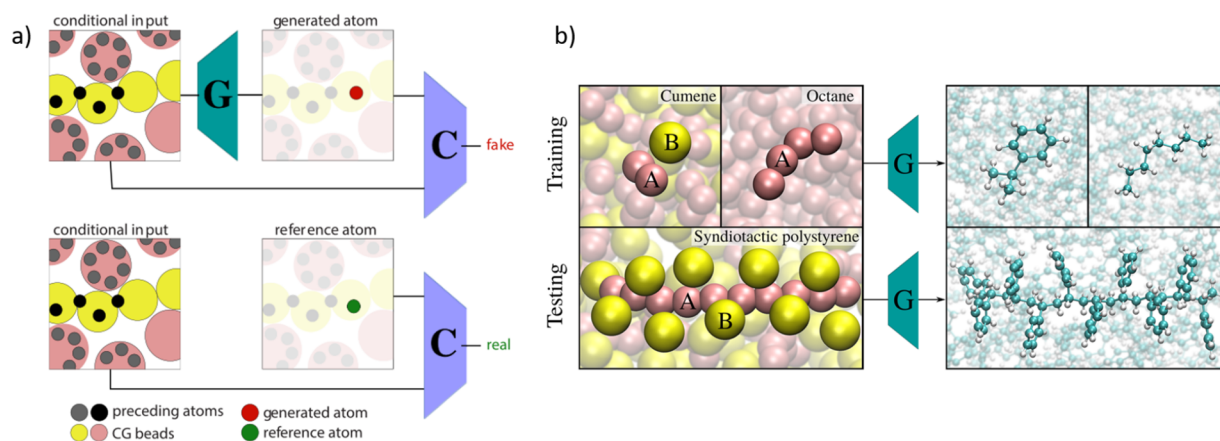 a)
conditional input
generated atom
G
C
fake
conditional input
reference atom
C
real
preceding atoms
generated atom
CG beads
reference atom
b)
Training
Cumene
B
A
Octane
A
G
Testing
Syndiotactic polystyrene
A
B
G